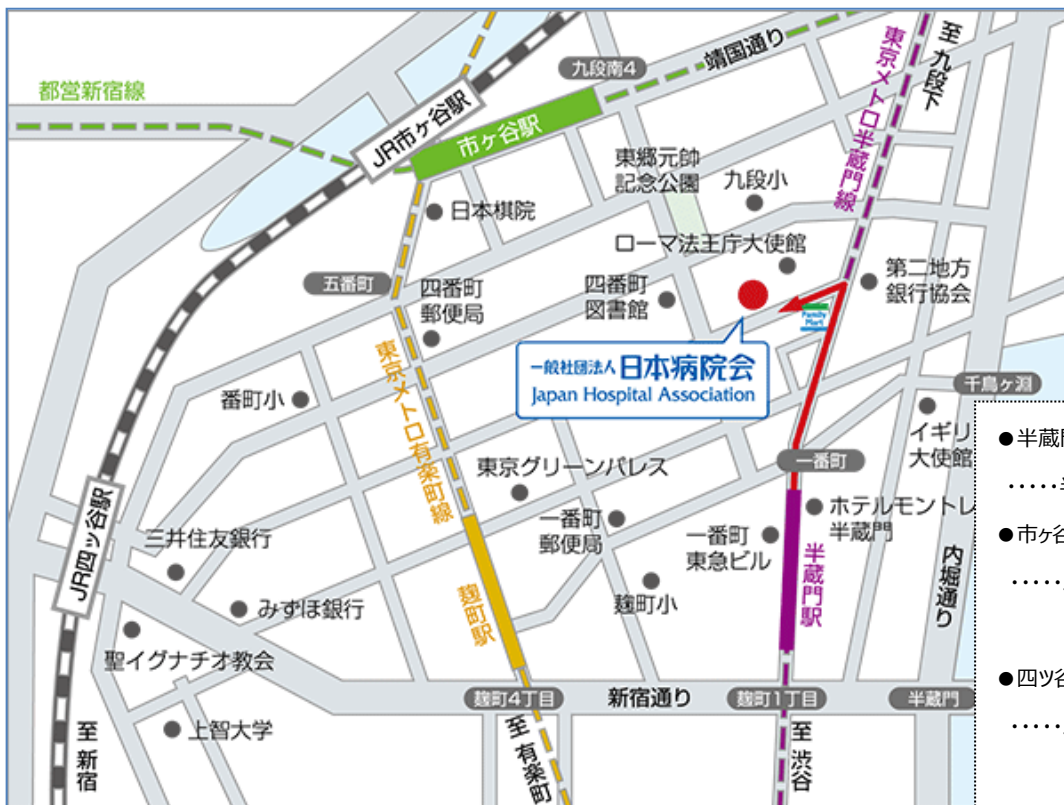 都営新宿線
JR市ヶ谷駅
市ヶ谷駅
九段南4
靖国通り
至 九段下
東京メトロ半蔵門線
日本棋院
東郷元帥
記念公園
九段小
ローマ法王庁大使館
第二地方
銀行協会
五番町
四番町
郵便局
四番町
図書館
Family
Mart
一般社団法人 日本病院会
Japan Hospital Association
千鳥ヶ淵
東京メトロ有楽町線
番町小
イギリ
大使館
一番町
東京グリーンパレス
JR四ッ谷駅
三井住友銀行
一番町
郵便局
一番町
東急ビル
ホテルモントレ
半蔵門
半蔵門駅
内堀通り
麹町駅
麹町小
みずほ銀行
聖イグナチオ教会
麹町4丁目
新宿通り
麹町1丁目
半蔵門
上智大学
至 新宿
至 有楽町
至 渋谷
●半蔵
·····
●市ヶ谷
·····
●四ツ谷
·····